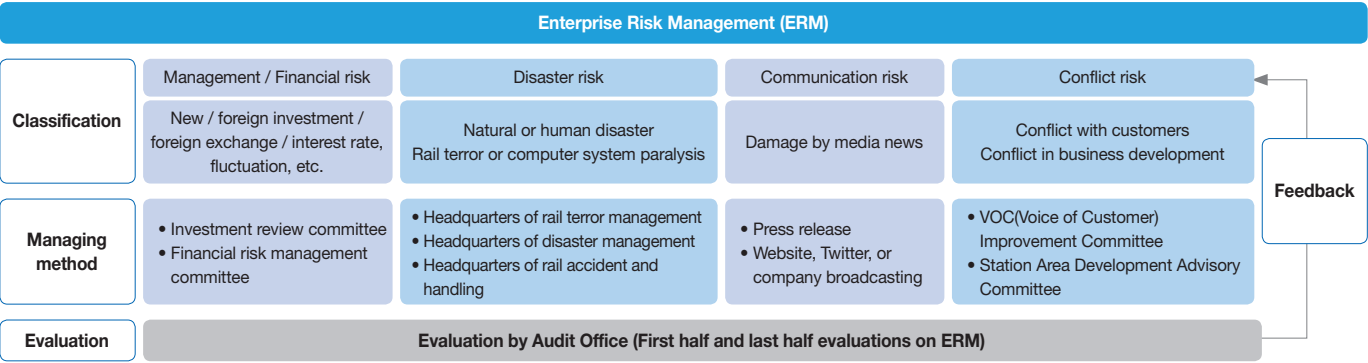 Enterprise Risk Management (ERM)
Classification
Management / Financial risk
Disaster risk
Communication risk
Conflict risk
New / foreign investment /
foreign exchange / interest rate,
fluctuation, etc.
Natural or human disaster
Rail terror or computer system paralysis
Damage by media news
Conflict with customers
Conflict in business development
Feedback
Managing
method
• Investment review committee
• Financial risk management
committee
• Headquarters of rail terror management
• Headquarters of disaster management
• Headquarters of rail accident and
handling
• Press release
• Website, Twitter, or
company broadcasting
• VOC(Voice of Customer)
Improvement Committee
• Station Area Development Advisory
Committee
Evaluation
Evaluation by Audit Office (First half and last half evaluations on ERM)